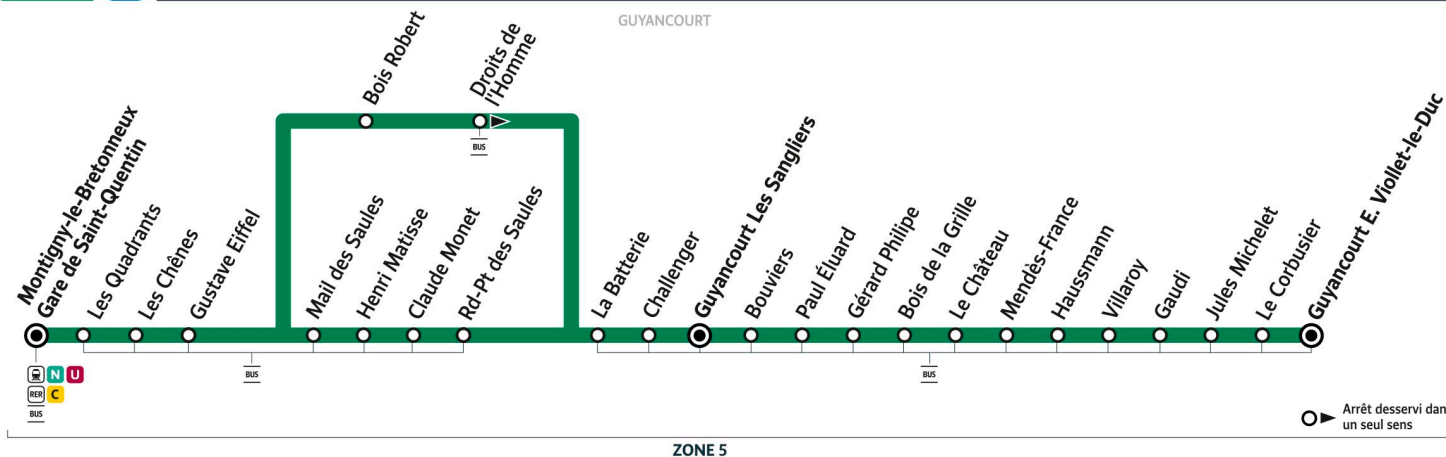 GUYANCOURT
Montigny-le-Bretonneux
Gare de Saint-Quentin
Les Quadrants
Les Chênes
Gustave Eiffel
Bois Robert
Droits de
l'Homme
BUS
Mail des Saules
Henri Matisse
Claude Monet
Rd-Pt des Saules
La Batterie
Challenger
Guyancourt Les Sangliers
Bouviers
Paul Éluard
Gérard Philipe
Bois de la Grille
Le Château
Mendès-France
Haussmann
Villaroy
Gaudi
Jules Michelet
Le Corbusier
Guyancourt E. Viollet-le-Duc
N U
RER C
BUS
BUS
BUS
Arrêt desservi dan
un seul sens
ZONE 5